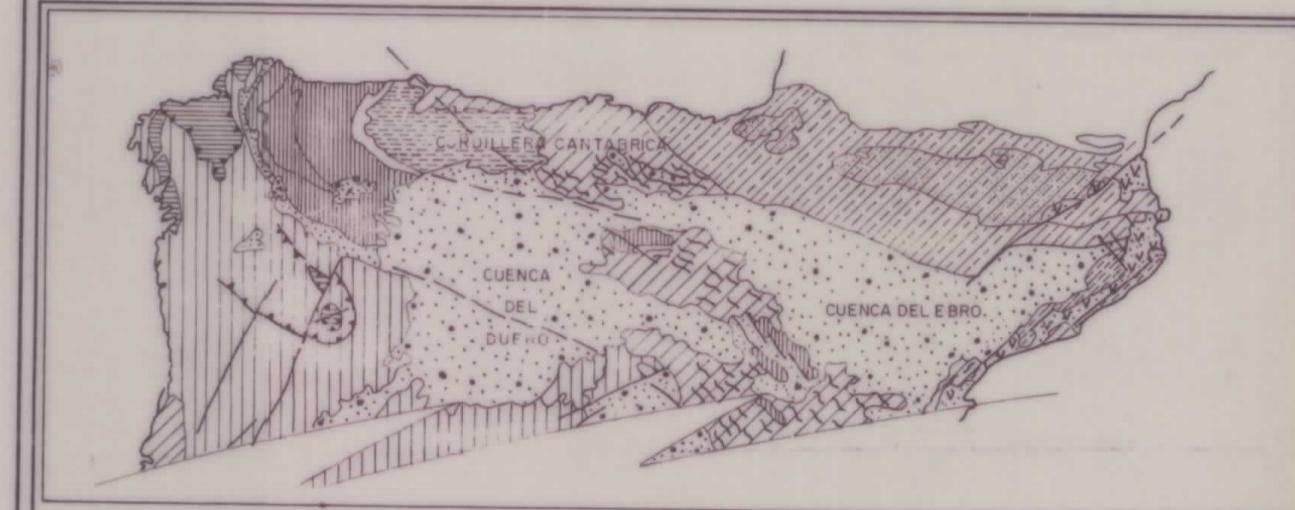 CORDILLERA CANTABRICA
CUENCA
DEL
DUERO
CUENCA DEL EBRO.